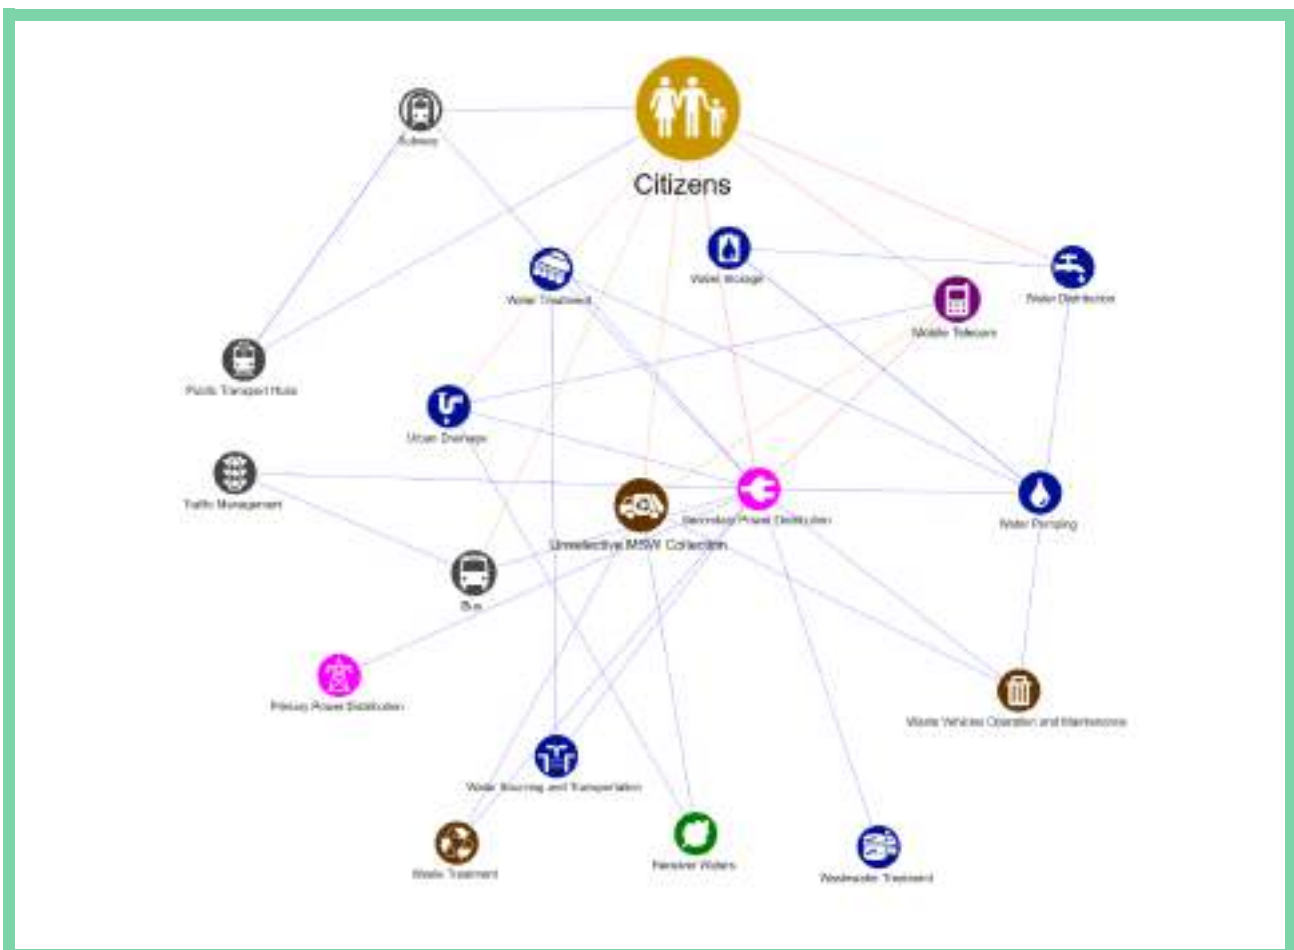 Citizens
Subway
Water Storage
Water Treatment
Water Distribution
Mobile Telecom
Public Transport Hubs
Urban Drainage
Traffic Management
Secondary Power Distribution
Water Pumping
Unselective MSW Collection
Bus
Primary Power Distribution
Waste Vehicles Operation and Maintenance
Water Sourcing and Transportation
Waste Treatment
Receiver Waters
Wastewater Treatment